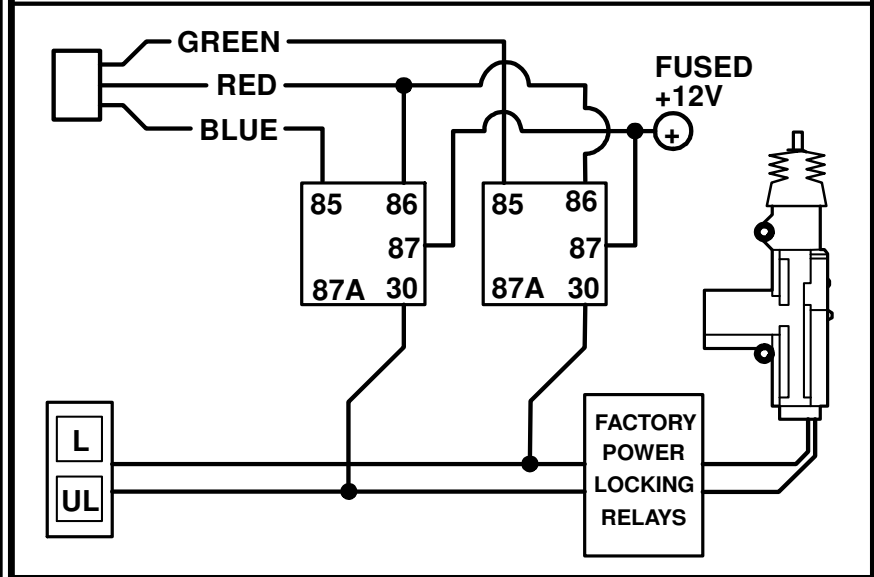 GREEN
RED
BLUE
FUSED
+12V
+
85 86
87
87A 30
85 86
87
87A 30
L
UL
FACTORY
POWER
LOCKING
RELAYS